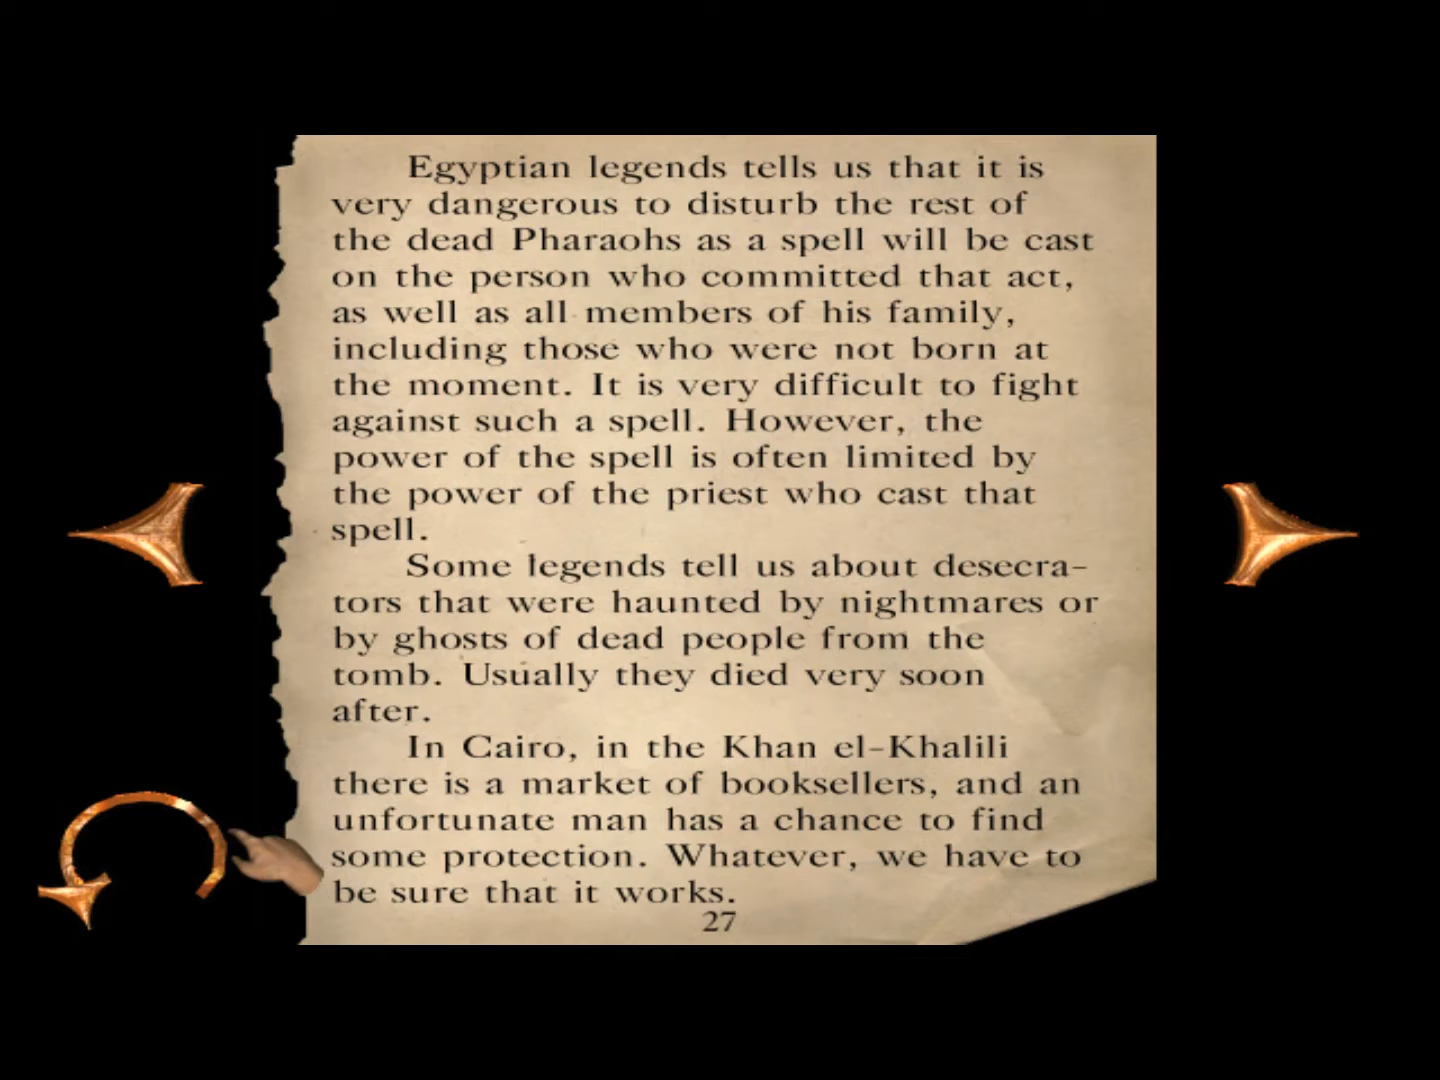 Egyptian legends tells us that it is
very dangerous to disturb the rest of
the dead Pharaohs as a spell will be cast
on the person who committed that act,
as well as all members of his family,
including those who were not born at
the moment. It is very difficult to fight
against such a spell. However, the
power of the spell is often limited by
the power of the priest who cast that
spell.
Some legends tell us about desecra-
tors that were haunted by nightmares or
by ghosts of dead people from the
tomb. Usually they died very soon
after.
In Cairo, in the Khan el-Khalili
there is a market of booksellers, and an
unfortunate man has a chance to find
some protection. Whatever, we have to
be sure that it works.
27